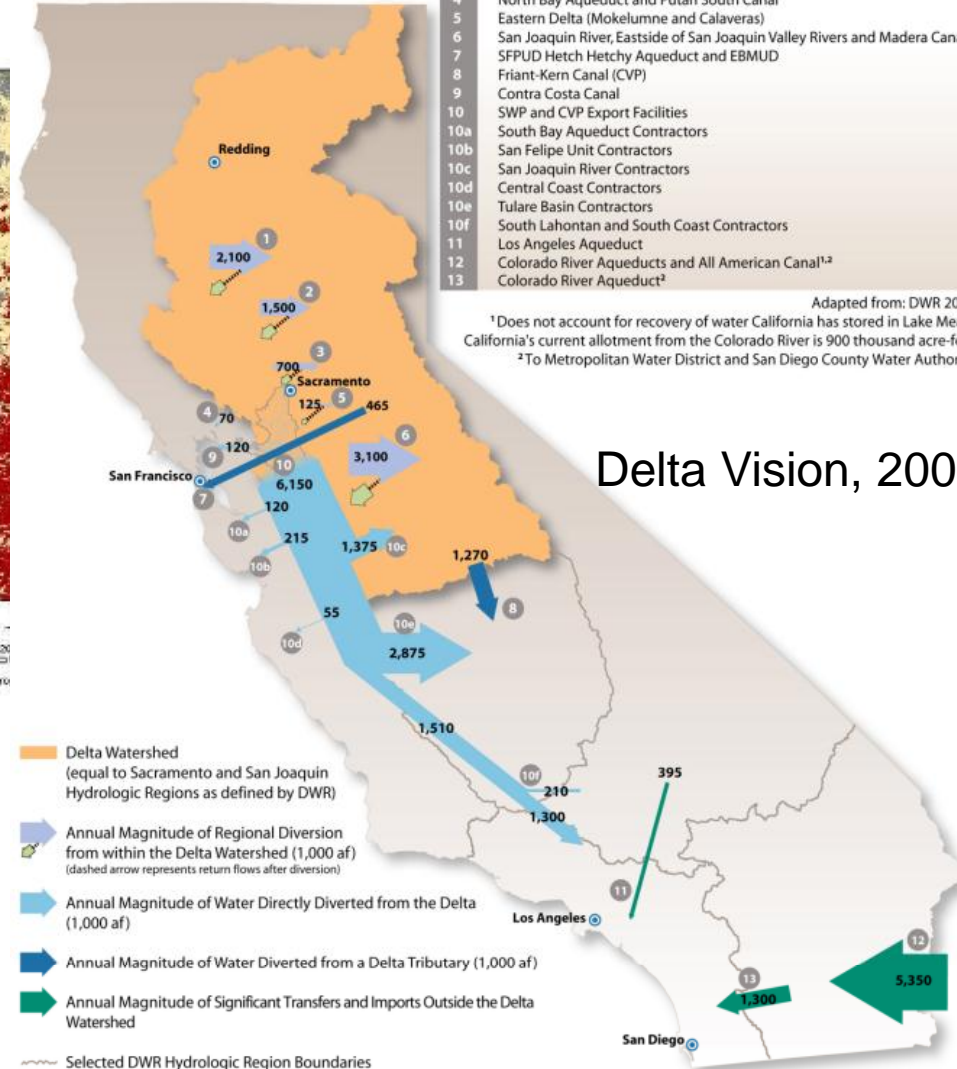 4 North Bay Aqueduct and Putah South Canal
5 Eastern Delta (Mokelumne and Calaveras)
6 San Joaquin River, Eastside of San Joaquin Valley Rivers and Madera Cana
7 SFPUD Hetch Hetchy Aqueduct and EBMUD
8 Friant-Kern Canal (CVP)
9 Contra Costa Canal
10 SWP and CVP Export Facilities
10a South Bay Aqueduct Contractors
10b San Felipe Unit Contractors
10c San Joaquin River Contractors
10d Central Coast Contractors
10e Tulare Basin Contractors
10f South Lahontan and South Coast Contractors
11 Los Angeles Aqueduct
12 Colorado River Aqueducts and All American Canal¹,²
13 Colorado River Aqueduct²
Adapted from: DWR 20
¹Does not account for recovery of water California has stored in Lake Mea
California's current allotment from the Colorado River is 900 thousand acre-f
²To Metropolitan Water District and San Diego County Water Author
Delta Vision, 200
Redding
1
2,100
2
1,500
3
700
Sacramento
4
70
125
5
465
9
120
6
3,100
San Francisco
7
10
6,150
120
10a
215
10b
1,375
10c
1,270
8
55
10d
10e
2,875
1,510
10f
210
1,300
395
11
Los Angeles
12
5,350
13
1,300
San Diego
Delta Watershed
(equal to Sacramento and San Joaquin
Hydrologic Regions as defined by DWR)
Annual Magnitude of Regional Diversion
from within the Delta Watershed (1,000 af)
(dashed arrow represents return flows after diversion)
Annual Magnitude of Water Directly Diverted from the Delta
(1,000 af)
Annual Magnitude of Water Diverted from a Delta Tributary (1,000 af)
Annual Magnitude of Significant Transfers and Imports Outside the Delta
Watershed
Selected DWR Hydrologic Region Boundaries